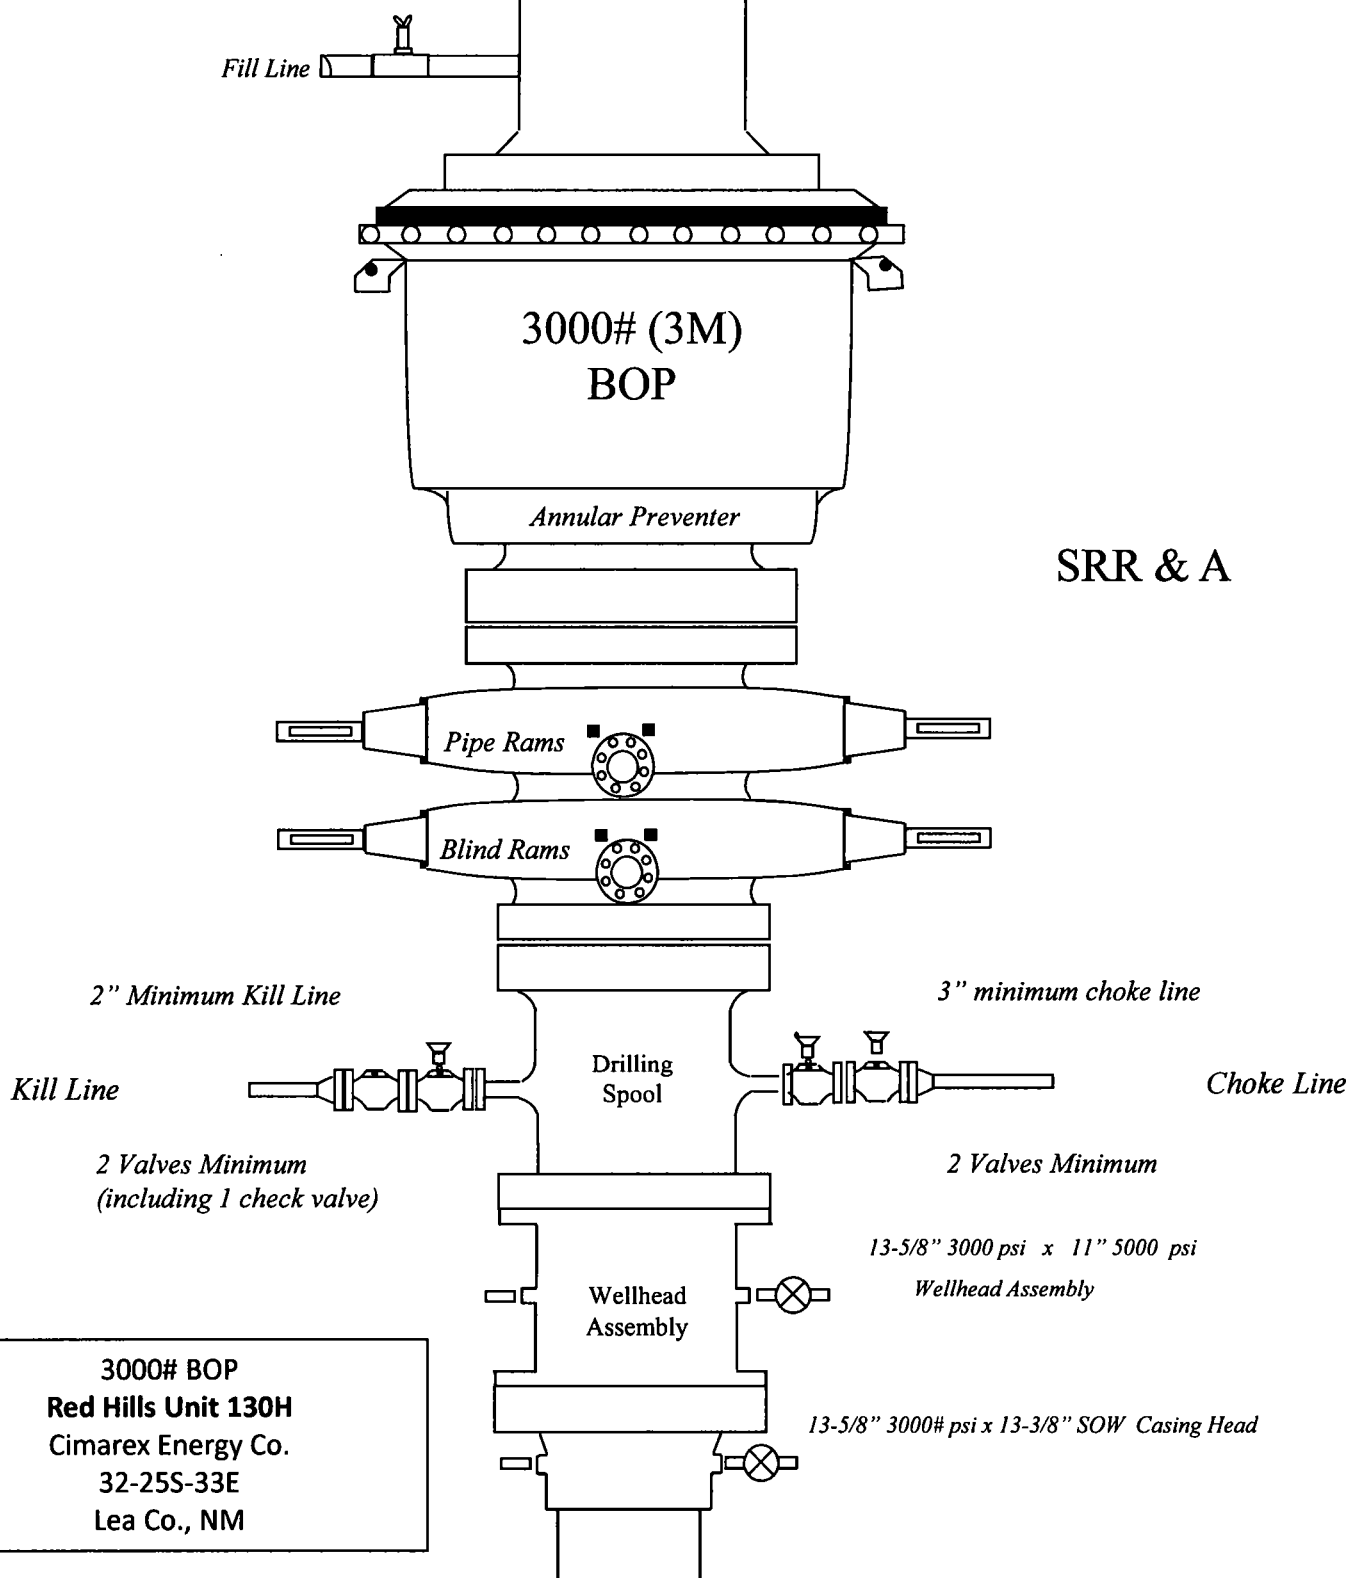 Fill Line
3000# (3M)
BOP
Annular Preventer
SRR & A
Pipe Rams
Blind Rams
2” Minimum Kill Line
3” minimum choke line
Drilling
Spool
Kill Line
Choke Line
2 Valves Minimum
(including 1 check valve)
2 Valves Minimum
13-5/8” 3000 psi x 11” 5000 psi
Wellhead Assembly
Wellhead
Assembly
3000# BOP
Red Hills Unit 130H
Cimarex Energy Co.
32-25S-33E
Lea Co., NM
13-5/8” 3000# psi x 13-3/8” SOW Casing Head